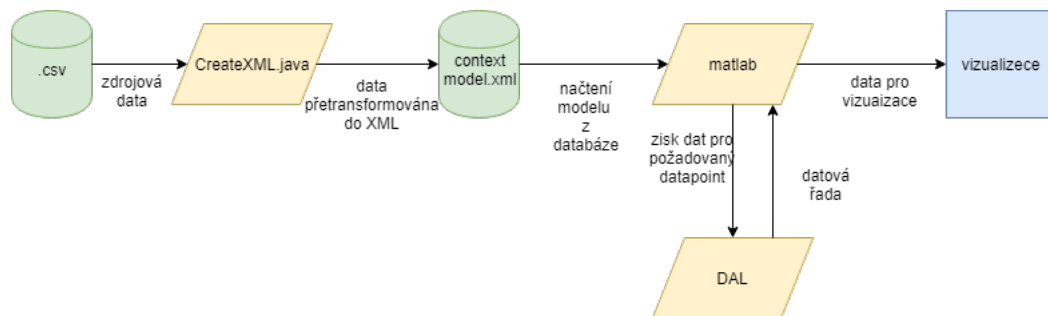 .csv
zdrojová
data
CreateXML.java
data
přetransformována
do XML
context
model.xml
načtení
modelu
z
databáze
matlab
zisk dat pro
požadovaný
datapoint
datová
řada
DAL
data pro
vizuaizace
vizualizece